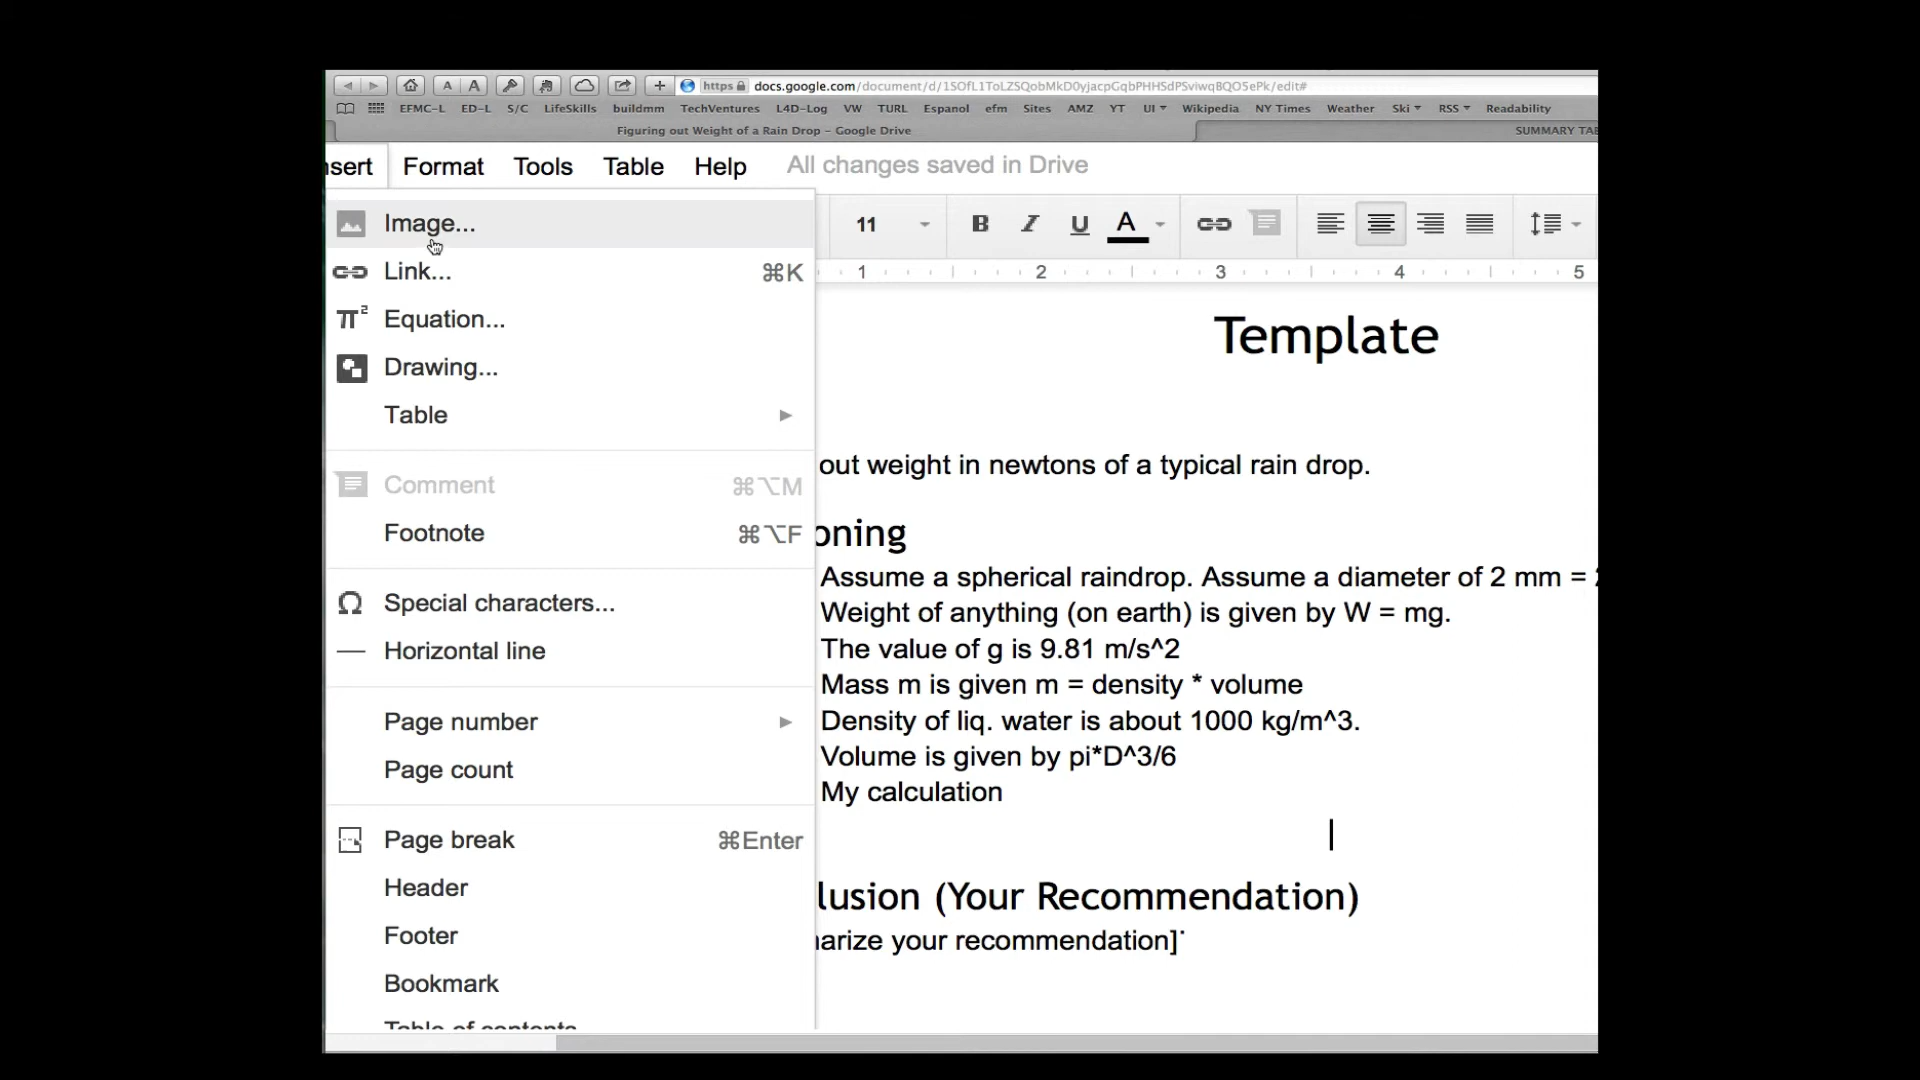 A A + https docs.google.com/document/d/1SOfL1ToLZSQobMkD0yjacpGqbPHHSdPSviwqBQO5ePk/edit#
EFMC-L ED-L S/C LifeSkills buildmm TechVentures L4D-Log VW TURL Espanol efm Sites AMZ YT UI Wikipedia NY Times Weather Ski RSS Readability
Figuring out Weight of a Rain Drop – Google Drive SUMMARY TAB
nsert Format Tools Table Help All changes saved in Drive
Image...
11 B I U A
Link... ⌘K
1 2 3 4 5
π² Equation...
Template
Drawing...
Table
out weight in newtons of a typical rain drop.
Comment ⌘⌥M
Footnote ⌘⌥F
oning
Assume a spherical raindrop. Assume a diameter of 2 mm =
Ω Special characters...
Weight of anything (on earth) is given by W = mg.
Horizontal line
The value of g is 9.81 m/s^2
Mass m is given m = density * volume
Page number
Density of liq. water is about 1000 kg/m^3.
Page count
Volume is given by pi*D^3/6
My calculation
Page break ⌘Enter
Header
lusion (Your Recommendation)
Footer
arize your recommendation]
Bookmark
Table of contents